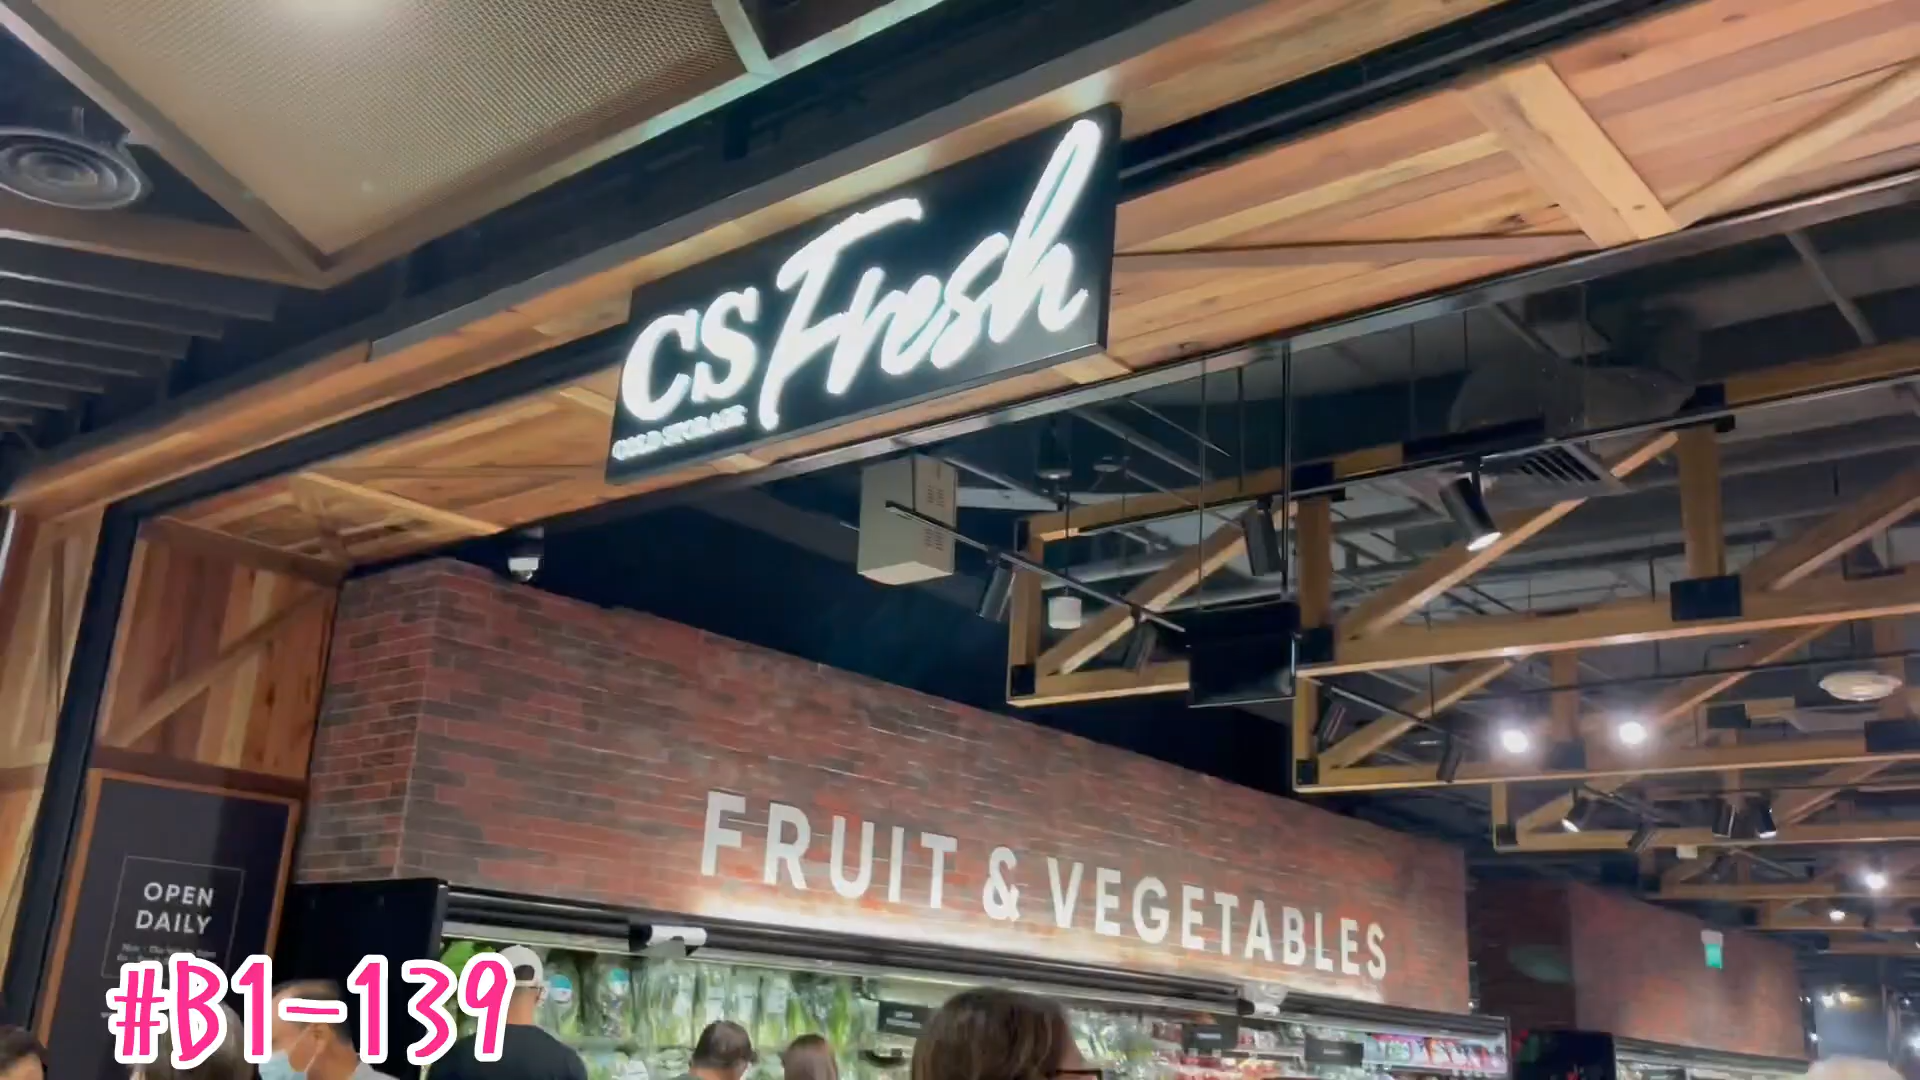 CS Fresh
COLD STORAGE
FRUIT & VEGETABLES
OPEN
DAILY
#B1-139